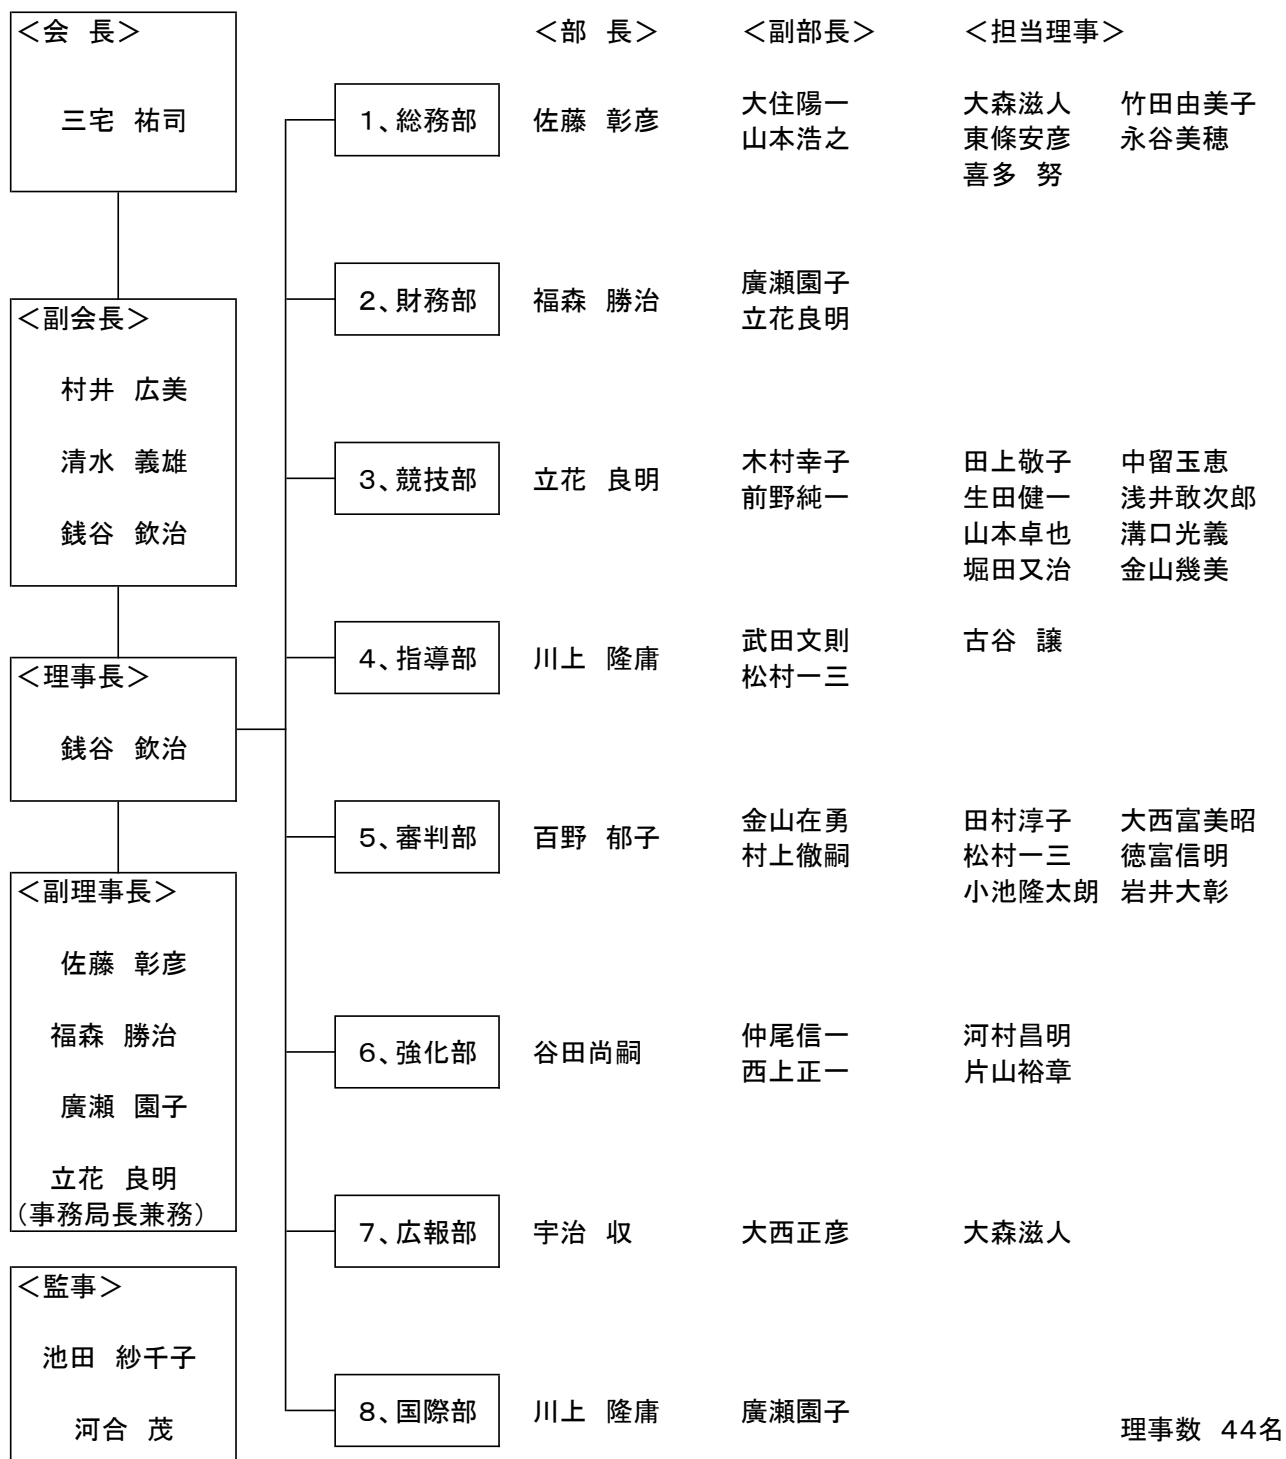 ＜会　長＞
三宅　祐司
＜副会長＞
村井　広美
清水　義雄
銭谷　欽治
＜理事長＞
銭谷　欽治
＜副理事長＞
佐藤　彰彦
福森　勝治
廣瀬　園子
立花　良明
（事務局長兼務）
＜監事＞
池田　紗千子
河合　茂
＜部　長＞　＜副部長＞　＜担当理事＞
1、総務部　佐藤　彰彦　大住陽一　大森滋人　竹田由美子
山本浩之　東條安彦　永谷美穂
喜多　努
2、財務部　福森　勝治　廣瀬園子
立花良明
3、競技部　立花　良明　木村幸子　田上敬子　中留玉恵
前野純一　生田健一　浅井敢次郎
山本卓也　溝口光義
堀田又治　金山幾美
4、指導部　川上　隆庸　武田文則　古谷　譲
松村一三
5、審判部　百野　郁子　金山在勇　田村淳子　大西富美昭
村上徹嗣　松村一三　徳富信明
小池隆太朗　岩井大彰
6、強化部　谷田尚嗣　仲尾信一　河村昌明
西上正一　片山裕章
7、広報部　宇治　収　大西正彦　大森滋人
8、国際部　川上　隆庸　廣瀬園子
理事数　44名